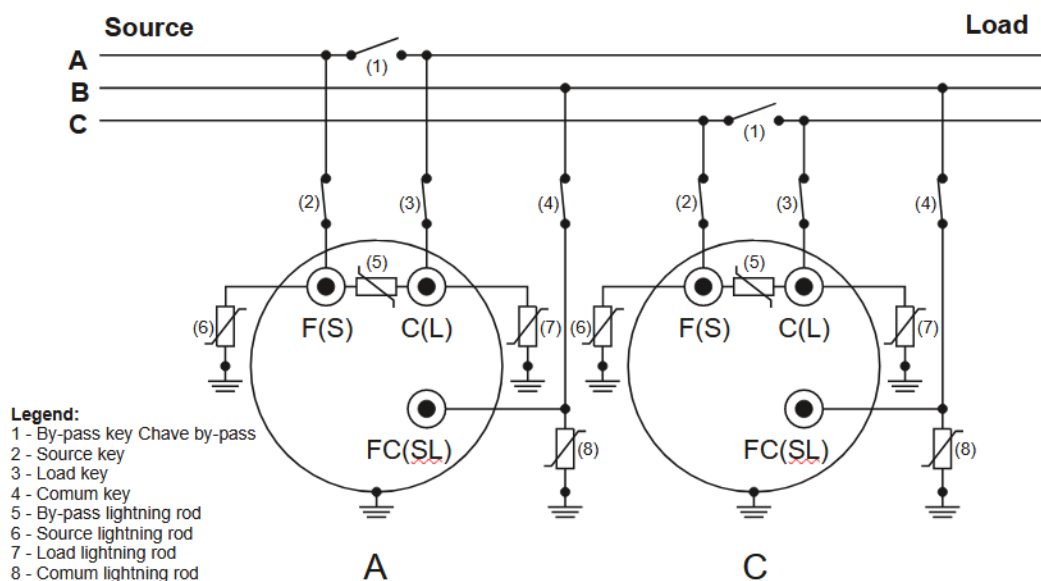 Source
Load
A
(1)
B
C
(1)
(2)
(3)
(4)
(2)
(3)
(4)
(5)
(5)
(6)
F(S)
C(L)
(7)
(6)
F(S)
C(L)
(7)
FC(SL)
(8)
FC(SL)
(8)
Legend:
1 - By-pass key Chave by-pass
2 - Source key
3 - Load key
4 - Comum key
5 - By-pass lightning rod
6 - Source lightning rod
7 - Load lightning rod
8 - Comum lightning rod
A
C